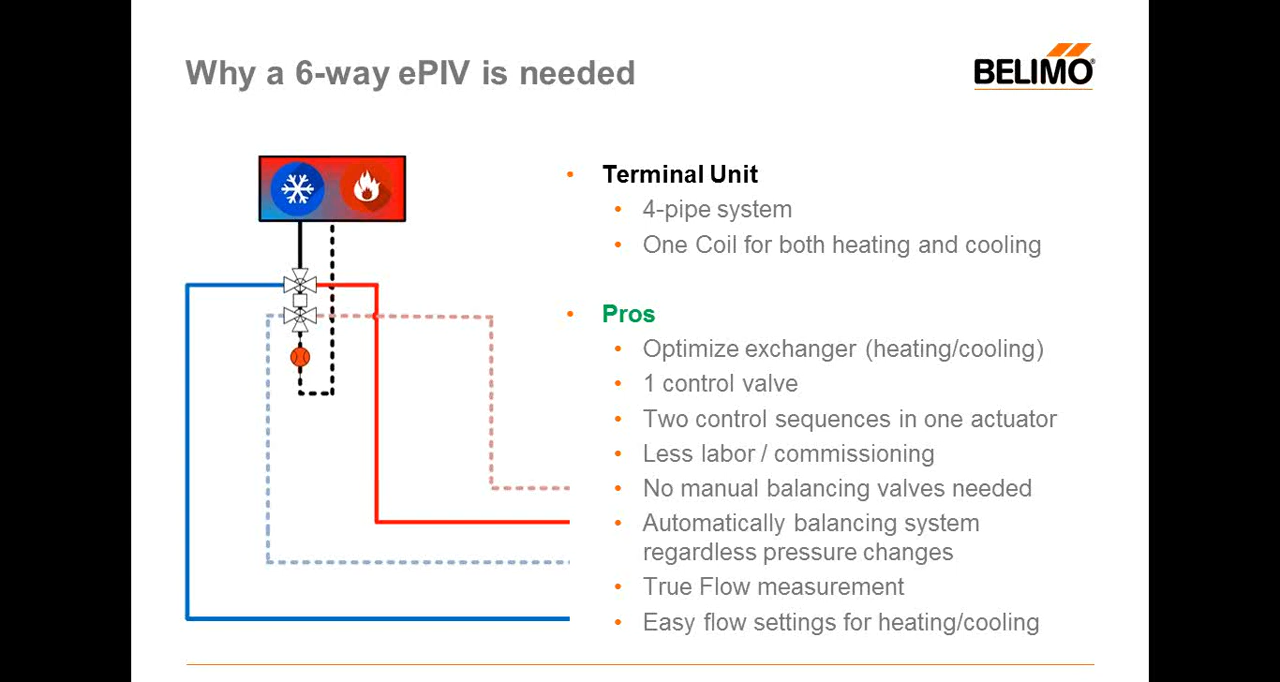 Why a 6-way ePIV is needed
BELIMO®
• Terminal Unit
• 4-pipe system
• One Coil for both heating and cooling
• Pros
• Optimize exchanger (heating/cooling)
• 1 control valve
• Two control sequences in one actuator
• Less labor / commissioning
• No manual balancing valves needed
• Automatically balancing system
regardless pressure changes
• True Flow measurement
• Easy flow settings for heating/cooling